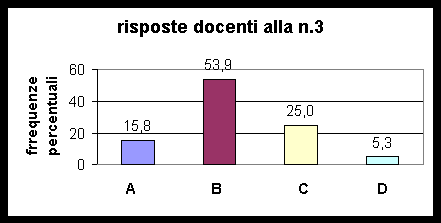 risposte docenti alla n.3
frrequenze
percentuali
60
40
20
0
15,8
53,9
25,0
5,3
A B C D